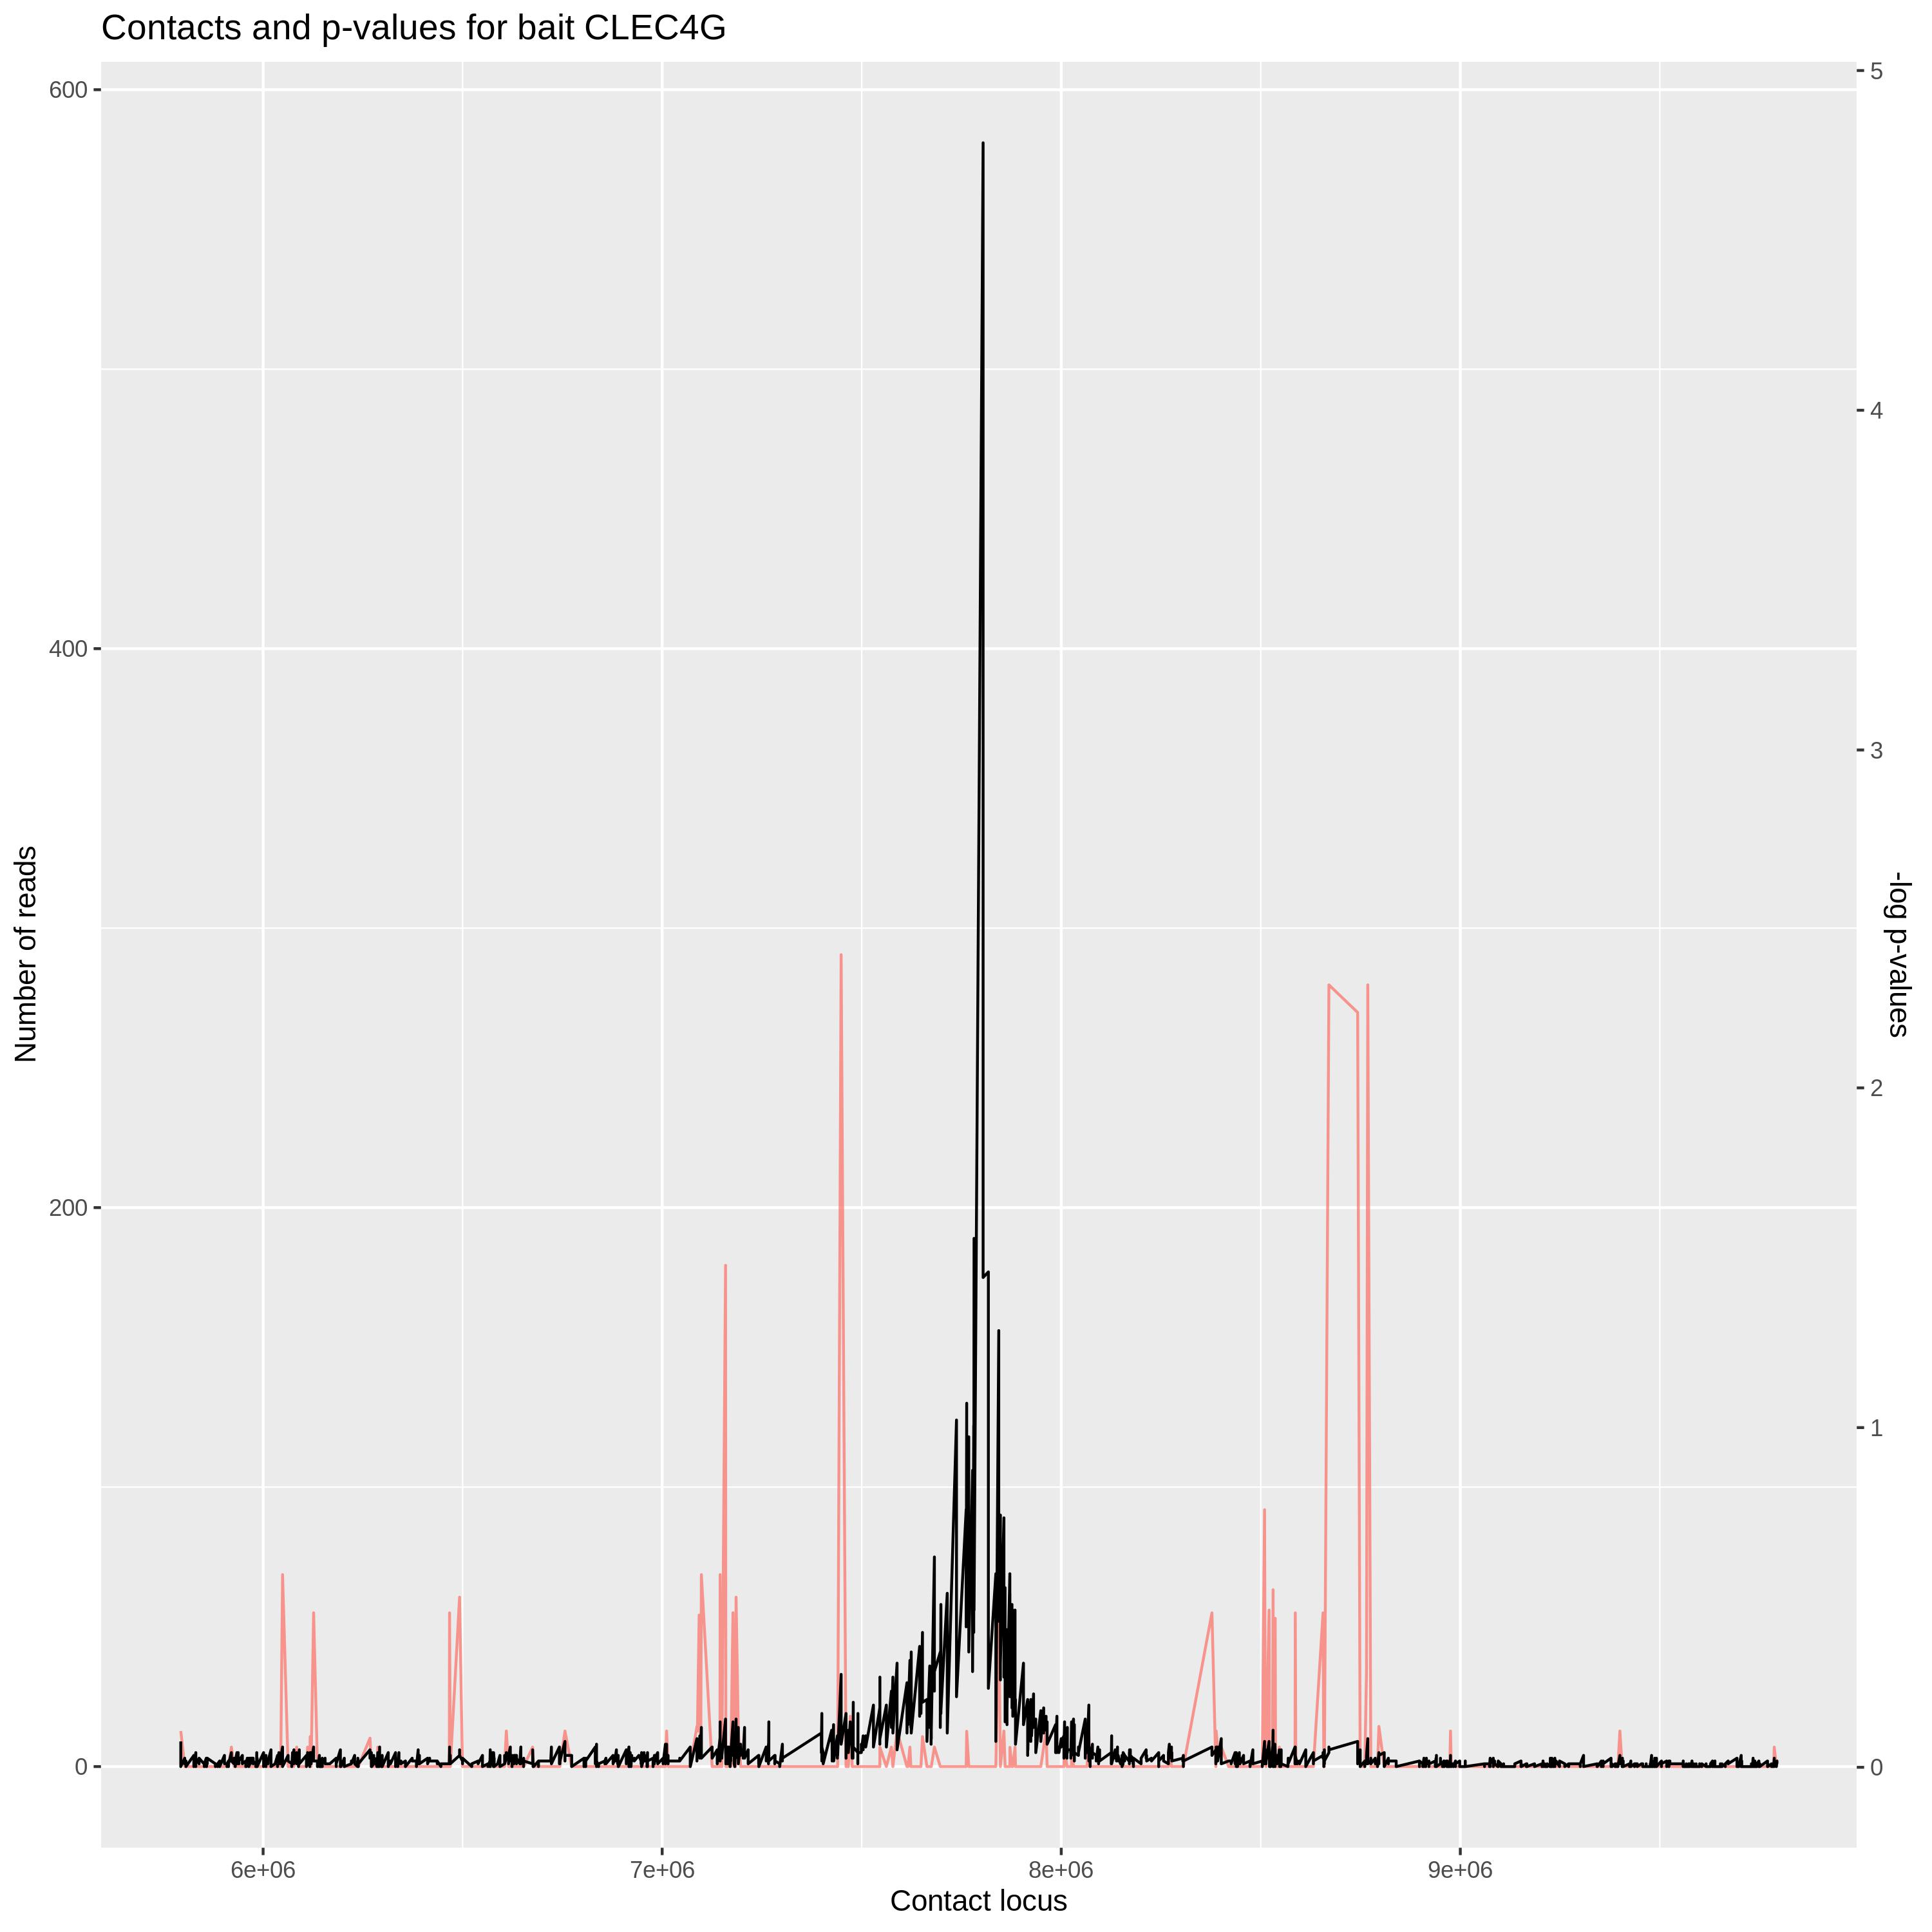 Contacts and p-values for bait CLEC4G
600
400
200
0
Number of reads
5
4
3
2
1
0
-log p-values
6e+06
7e+06
8e+06
9e+06
Contact locus